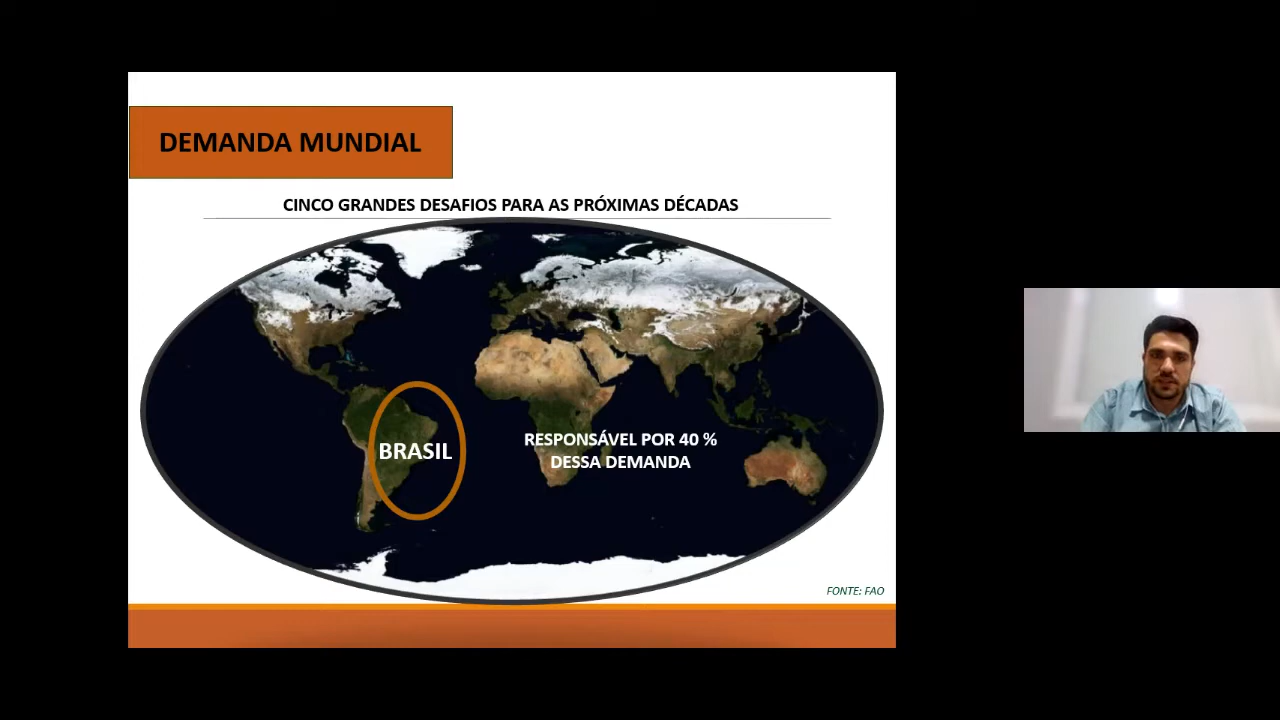 DEMANDA MUNDIAL
CINCO GRANDES DESAFIOS PARA AS PRÓXIMAS DÉCADAS
BRASIL
RESPONSÁVEL POR 40 %
DESSA DEMANDA
FONTE: FAO